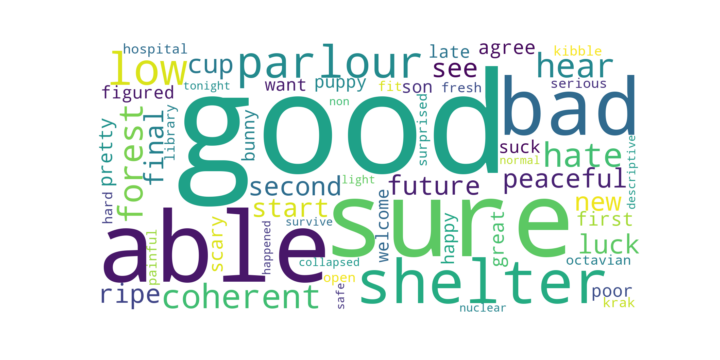 hospital
low
cup
parlour
late
agree
kibble
see
hear
figured
tonight
want
puppy
fit
son
fresh
serious
good
bad
non
pretty
forest
final
library
bunny
surprised
suck
hate
normal
descriptive
second
light
future
peaceful
hard
able
start
survive
sure
welcome
happy
great
new
first
luck
painful
scary
happened
collapsed
open
shelter
octavian
ripe
coherent
safe
nuclear
poor
krak